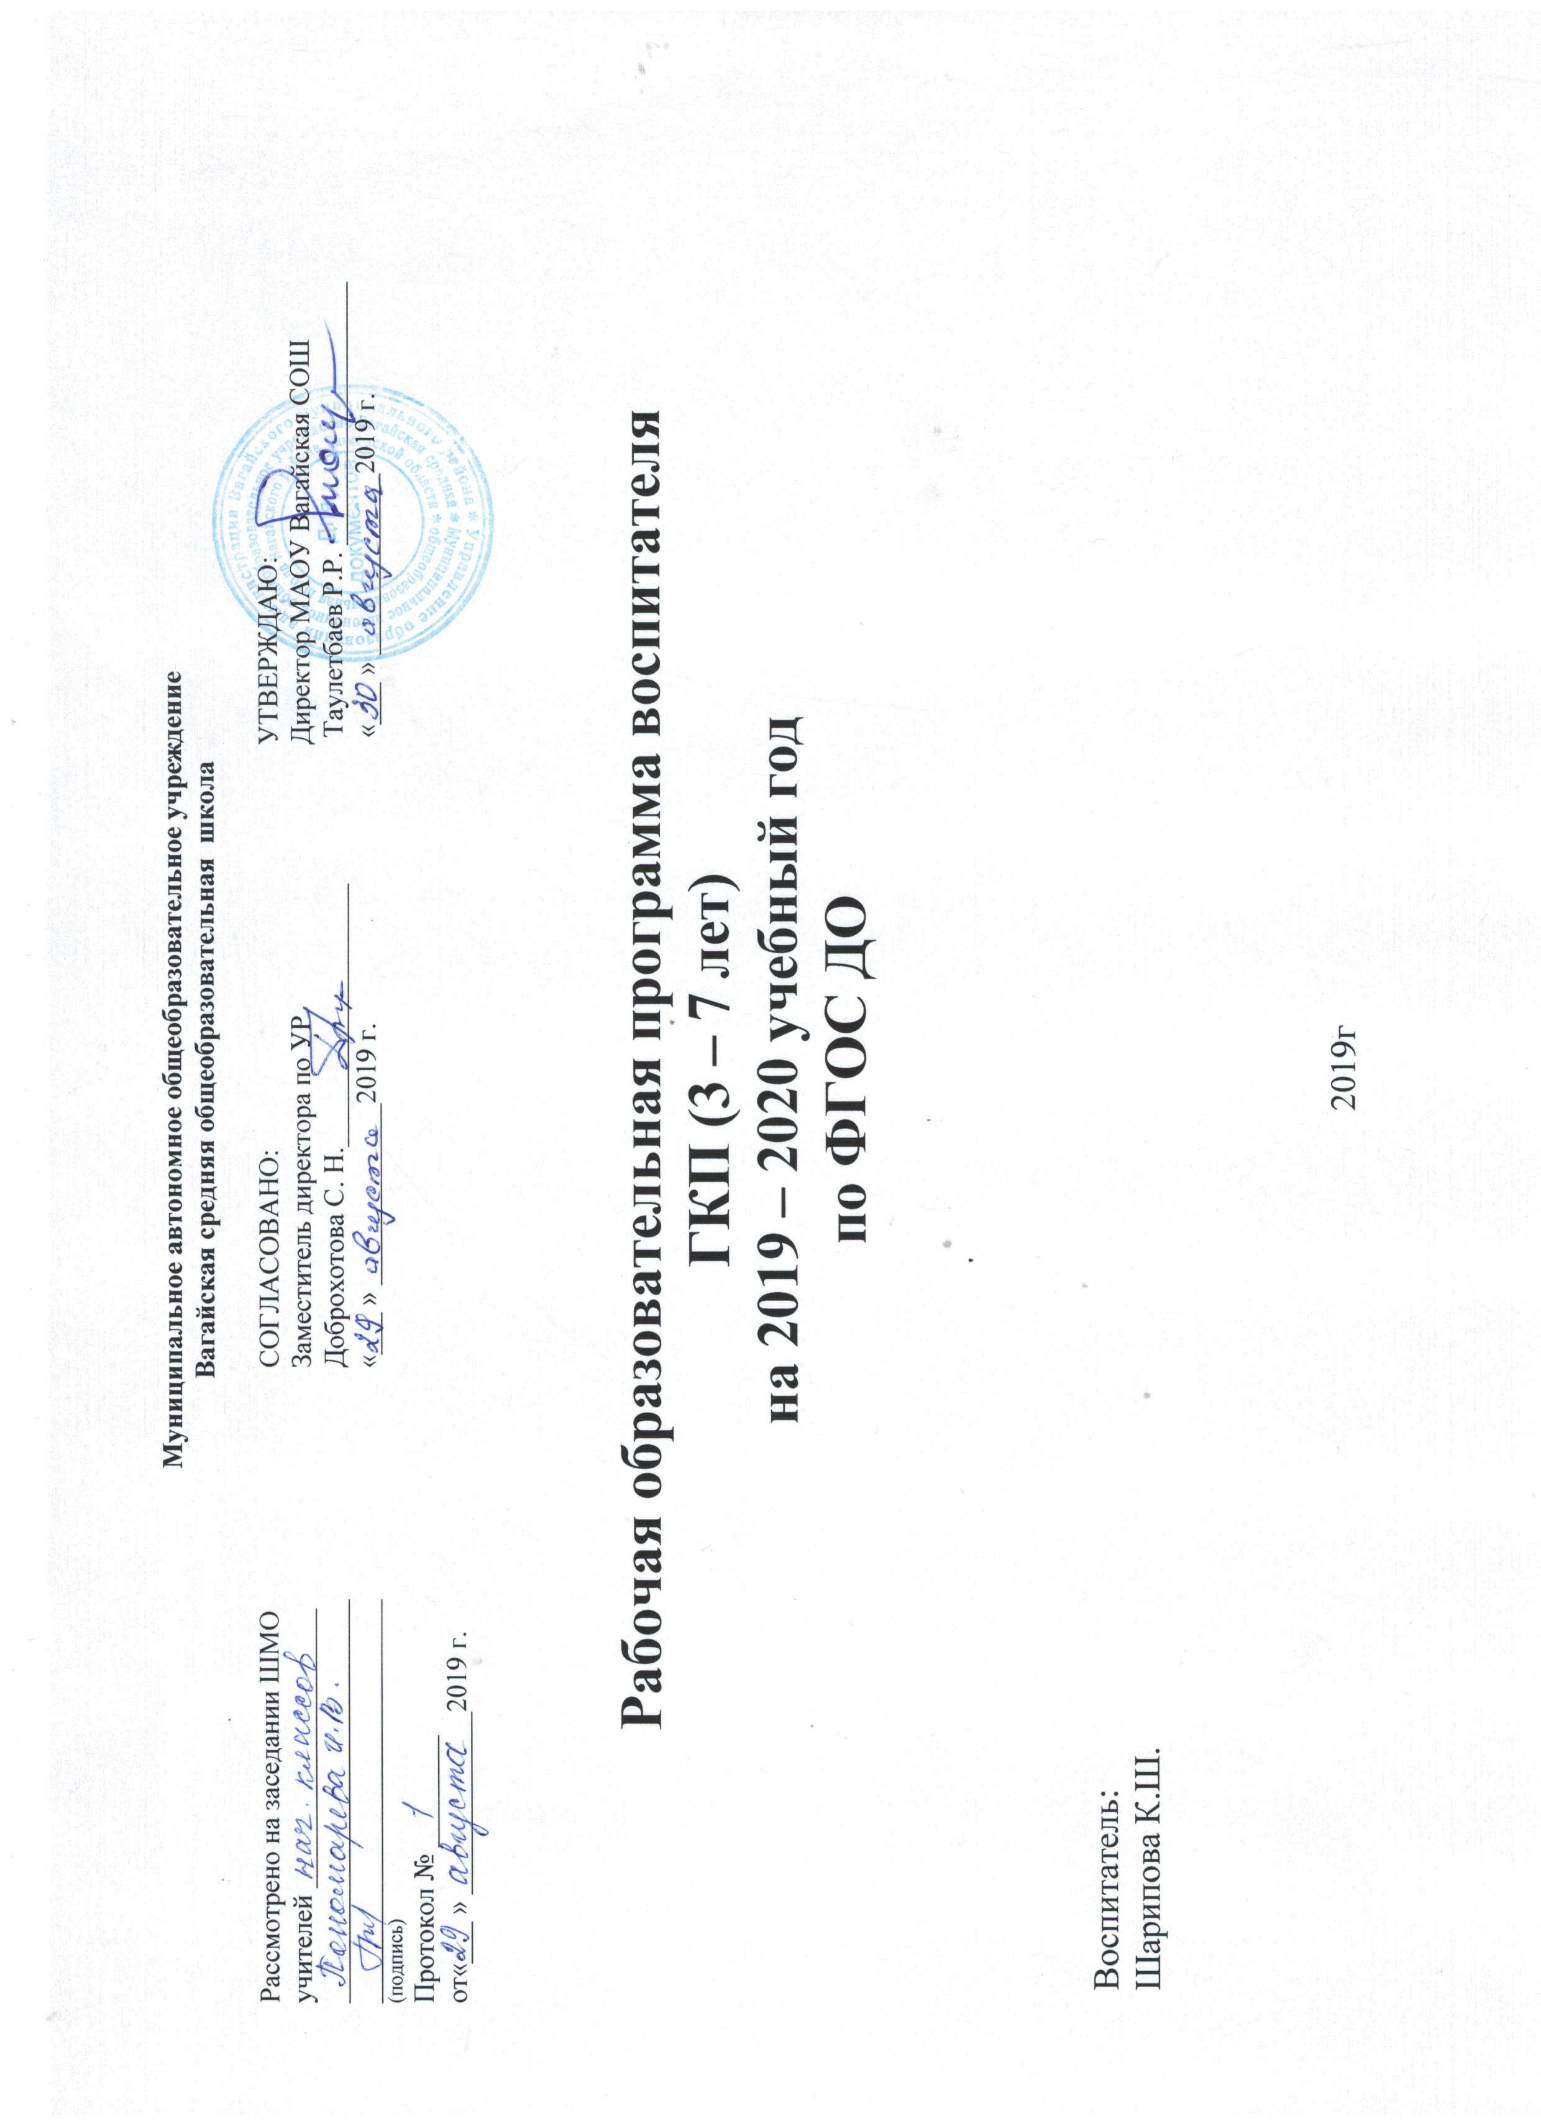 Муниципальное автономное общеобразовательное учреждение
Вагайская средняя общеобразовательная школа
Рассмотрено на заседании ШМО
учителей нач. классов
Пономарева И.В.
(подпись)
Протокол № 1
от«29 » августа 2019 г.
СОГЛАСОВАНО:
Заместитель директора по УР
Доброхотова С. Н.
«29 » августа 2019 г.
УТВЕРЖДАЮ:
Директор МАОУ Вагайская СОШ
Таулетбаев Р.Р.
«30 » августа 2019 г.
Рабочая образовательная программа воспитателя
ГКП (3 – 7 лет)
на 2019 – 2020 учебный год
по ФГОС ДО
Воспитатель:
Шарипова К.Ш.
2019г